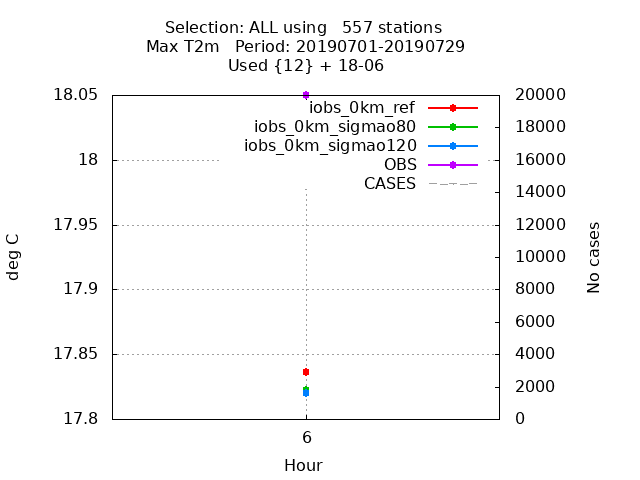 Selection: ALL using   557 stations
Max T2m   Period: 20190701-20190729
Used {12} + 18-06
18.05
18
17.95
17.9
17.85
17.8
deg C
iobs_0km_ref
iobs_0km_sigmao80
iobs_0km_sigmao120
OBS
CASES
20000
18000
16000
14000
12000
10000
8000
6000
4000
2000
0
No cases
6
Hour